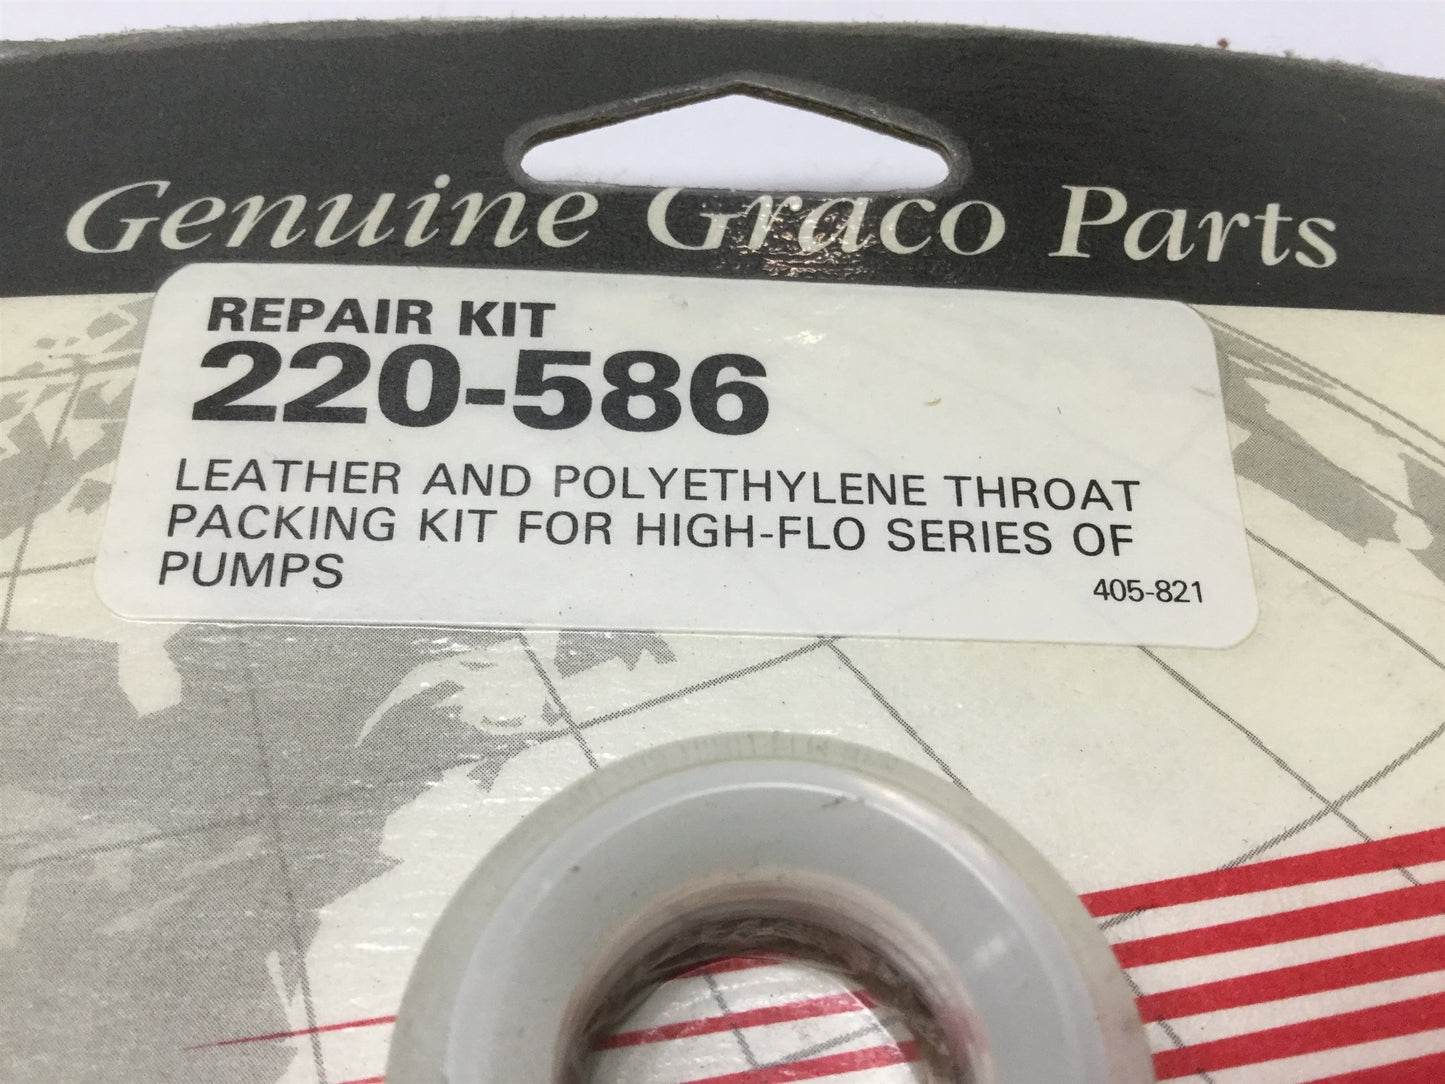 Genuine Graco Parts
REPAIR KIT
220-586
LEATHER AND POLYETHYLENE THROAT
PACKING KIT FOR HIGH-FLO SERIES OF
PUMPS
405-821